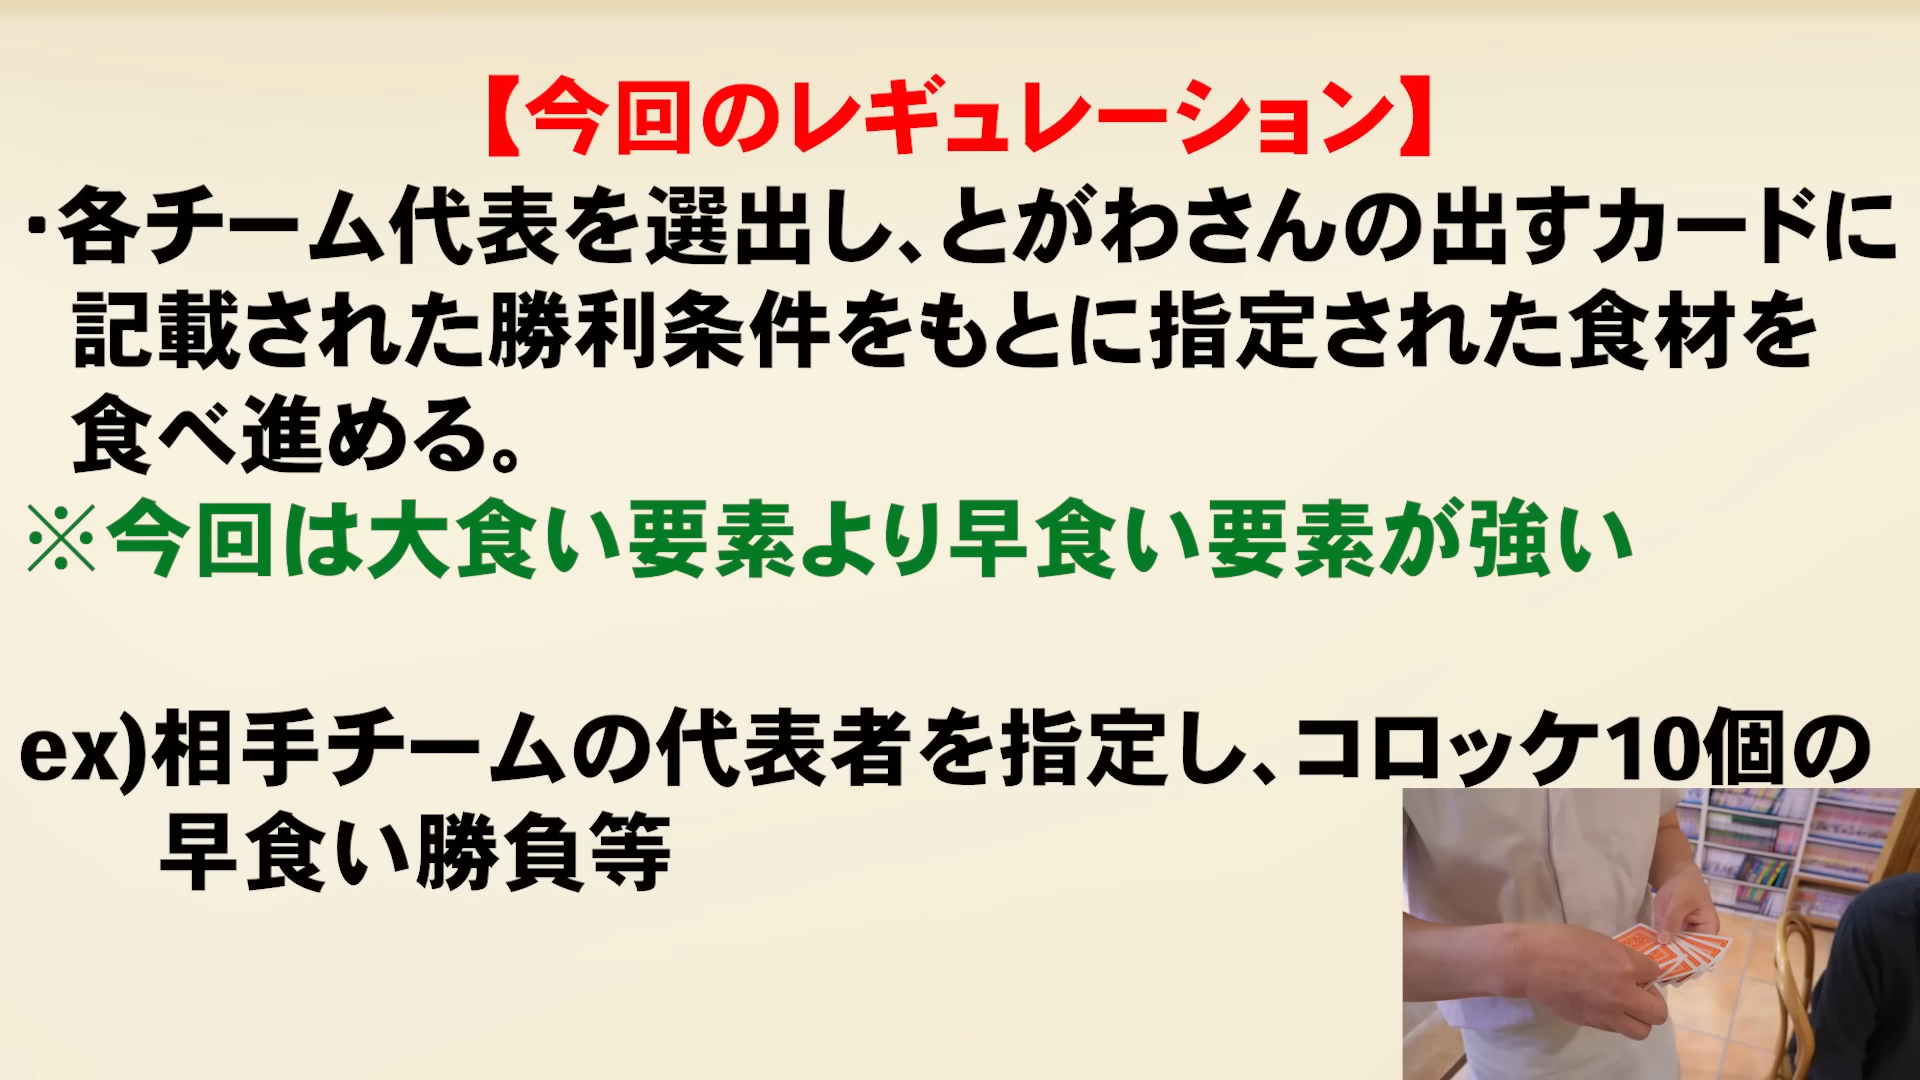 【今回のレギュレーション】
・各チーム代表を選出し、とがわさんの出すカードに
記載された勝利条件をもとに指定された食材を
食べ進める。
※今回は大食い要素より早食い要素が強い
ex)相手チームの代表者を指定し、コロッケ10個の
早食い勝負等